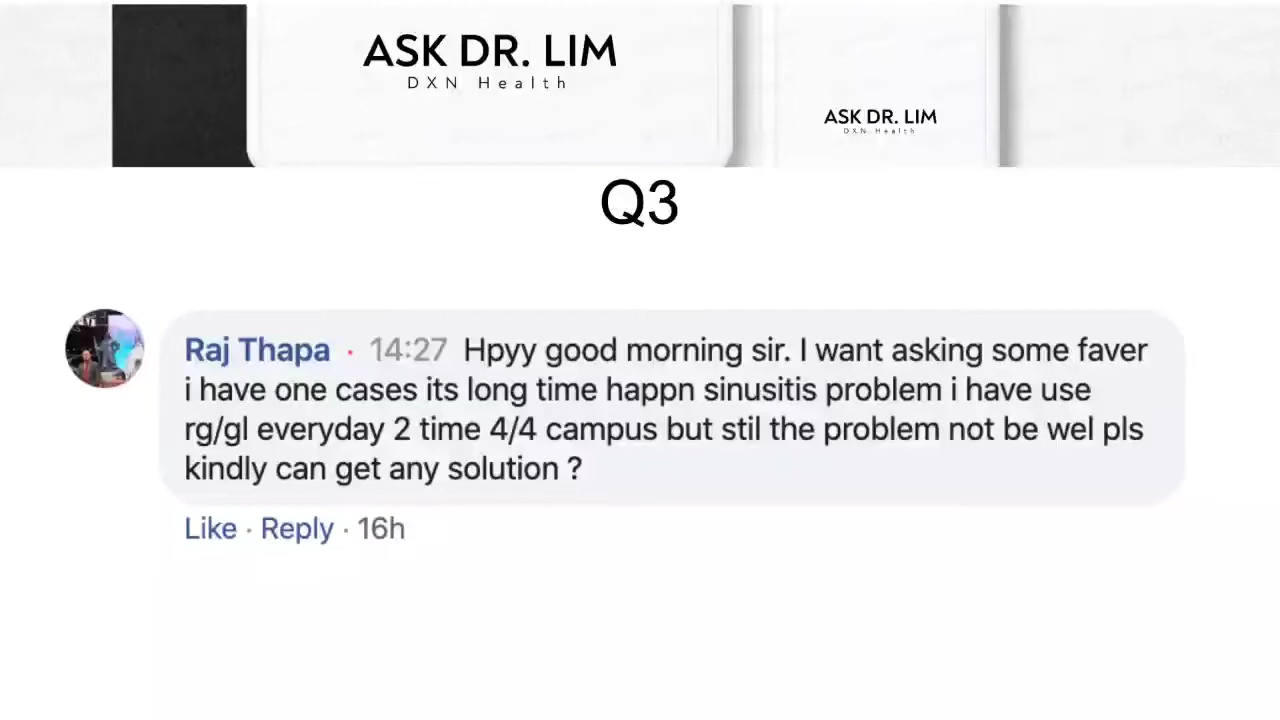 ASK DR. LIM
DXN Health
ASK DR. LIM
DXN Health
Q3
Raj Thapa · 14:27 Hpyy good morning sir. I want asking some faver
i have one cases its long time happn sinusitis problem i have use
rg/gl everyday 2 time 4/4 campus but stil the problem not be wel pls
kindly can get any solution ?
Like · Reply · 16h